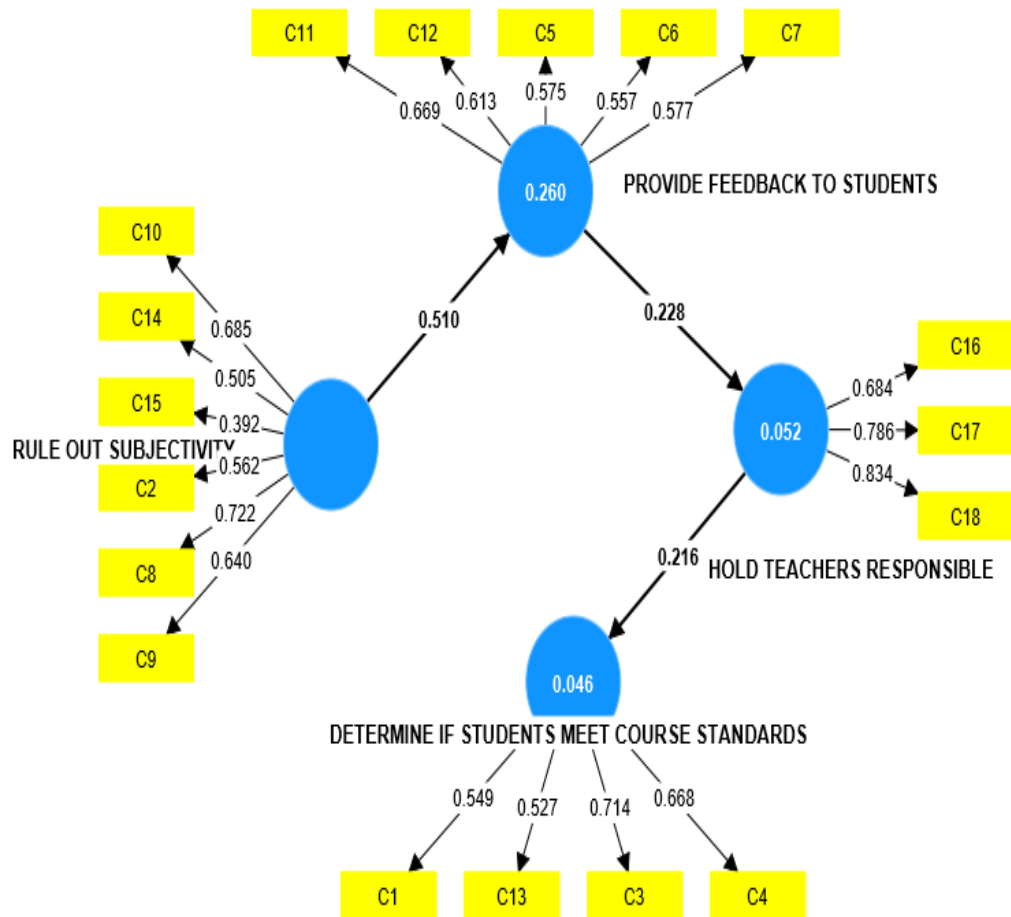 C11
C12
C5
C6
C7
0.669
0.613
0.575
0.557
0.577
0.260
PROVIDE FEEDBACK TO STUDENTS
C10
C14
C15
RULE OUT SUBJECTIVITY
C2
C8
C9
0.685
0.505
0.392
0.562
0.722
0.640
0.510
0.228
0.052
0.684
0.786
0.834
C16
C17
C18
HOLD TEACHERS RESPONSIBLE
0.216
0.046
DETERMINE IF STUDENTS MEET COURSE STANDARDS
0.549
0.527
0.714
0.668
C1
C13
C3
C4